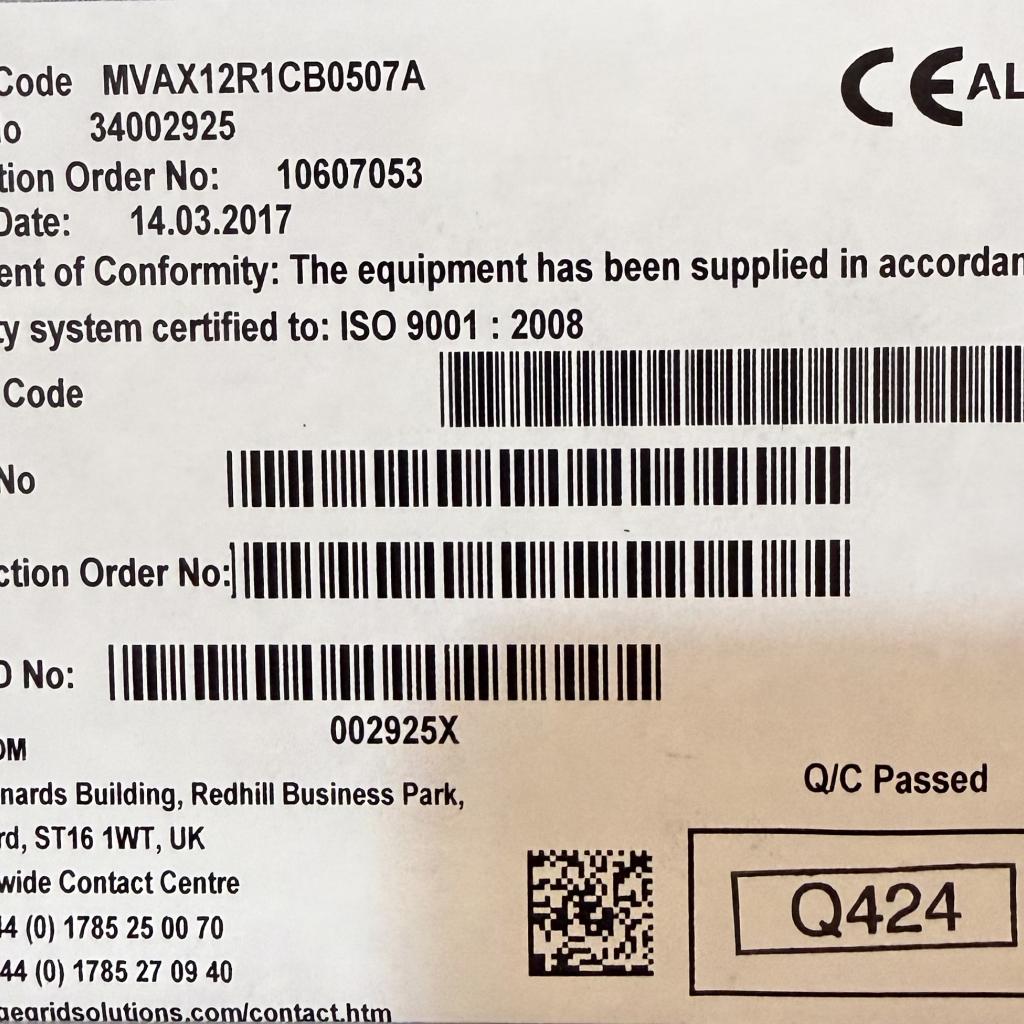 Code MVAX12R1CB0507A
CE AL
o 34002925
tion Order No: 10607053
Date: 14.03.2017
ent of Conformity: The equipment has been supplied in accordan
ty system certified to: ISO 9001 : 2008
Code
No
ction Order No:
D No:
002925X
OM
nards Building, Redhill Business Park,
rd, ST16 1WT, UK
wide Contact Centre
44 (0) 1785 25 00 70
44 (0) 1785 27 09 40
gegridsolutions.com/contact.htm
Q/C Passed
Q424